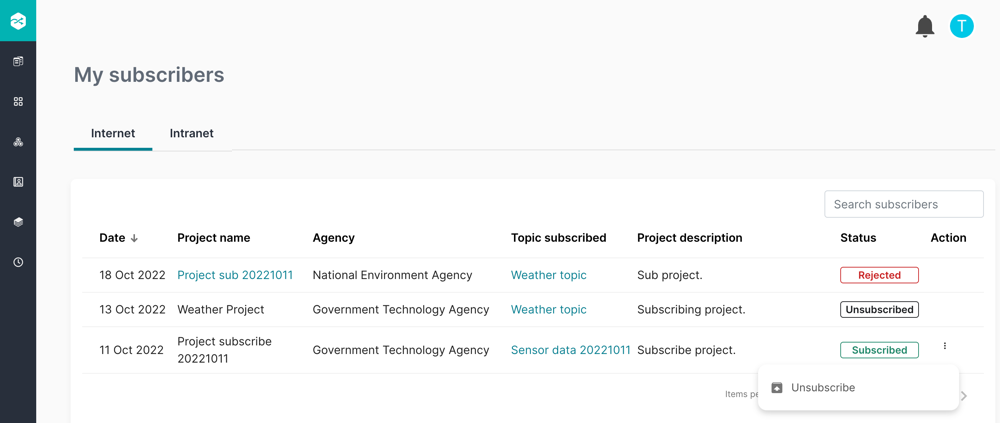 T
My subscribers
Internet Intranet
Search subscribers
Date Project name Agency Topic subscribed Project description Status Action
18 Oct 2022 Project sub 20221011 National Environment Agency Weather topic Sub project. Rejected
13 Oct 2022 Weather Project Government Technology Agency Weather topic Subscribing project. Unsubscribed
11 Oct 2022 Project subscribe 20221011 Government Technology Agency Sensor data 20221011 Subscribe project. Subscribed
Items
Unsubscribe